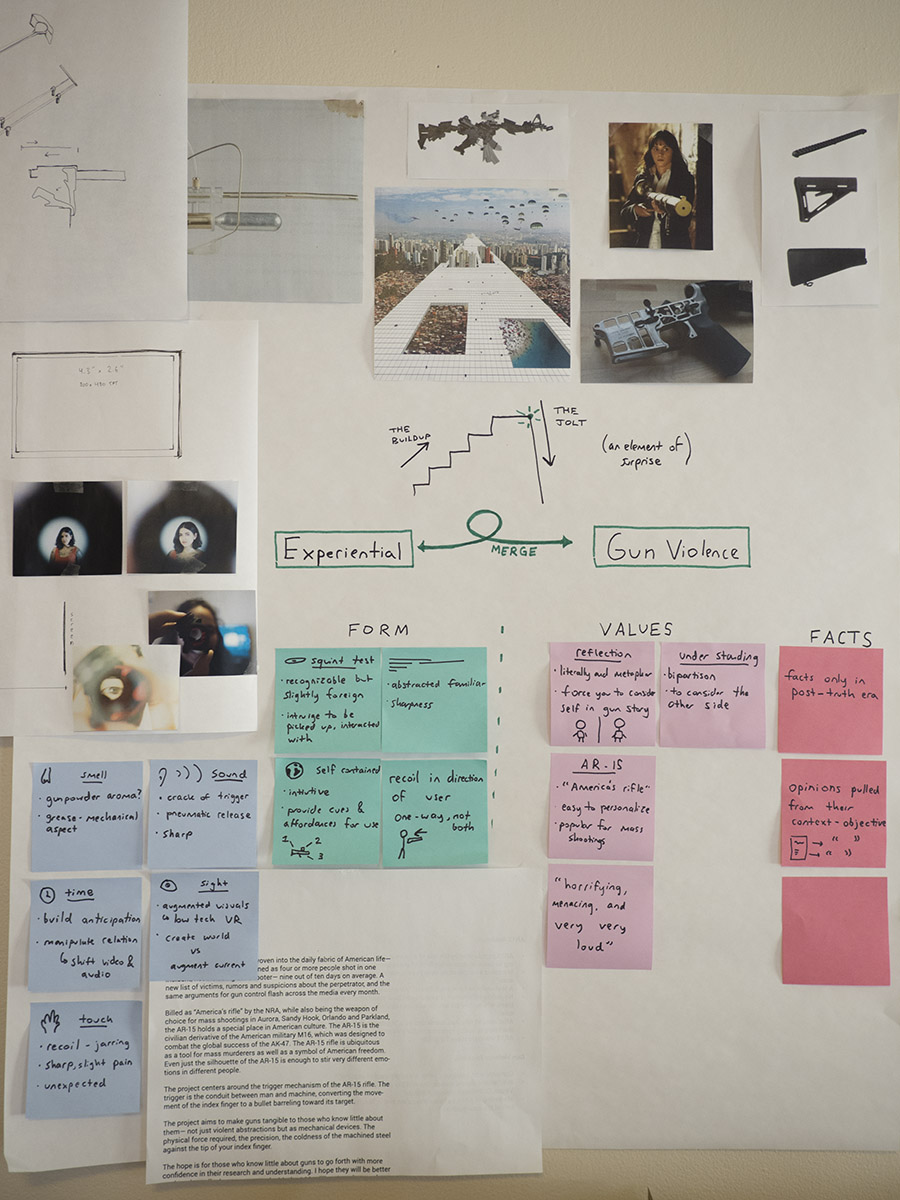 4.3" x 2.6"
THE
BUILDUP
THE
JOLT
(an element of
surprise)
Experiential
MERGE
Gun Violence
FORM
VALUES
FACTS
squint test
• recognizable but
slightly foreign
• intruige to be
picked up, interacted
with
• abstracted familiar
• sharpness
reflection
• literally and metaphor
• force you to conside
self in gun story
understanding
• bipartison
• to consider the
other side
facts only in
post-truth era
smell
• gunpowder aroma?
• grease-mechanical
aspect
sound
• crack of trigger
• pneumatic release
• sharp
self contained
• intuitive
• provide cues &
affordances for use
1
2
3
recoil in direction
of user
one-way, not
both
AR-15
• "America's rifle"
• easy to personalize
• popular for mass
shootings
Opinions pulled
from their
context-objective
→ " "
→ " "
time
• build anticipation
• manipulate relation
↳ shift video &
audio
sight
• augmented visuals
↳ low tech VR
• create world
vs
augment current
"horrifying,
menacing, and
very very
loud"
touch
• recoil - jarring
• sharp, slight pain
• unexpected
woven into the daily fabric of American life—
ned as four or more people shot in one
ooter— nine out of ten days on average. A
new list of victims, rumors and suspicions about the perpetrator, and the
same arguments for gun control flash across the media every month.
Billed as "America's rifle" by the NRA, while also being the weapon of
choice for mass shootings in Aurora, Sandy Hook, Orlando and Parkland,
the AR-15 holds a special place in American culture. The AR-15 is the
civilian derivative of the American military M16, which was designed to
combat the global success of the AK-47. The AR-15 rifle is ubiquitous
as a tool for mass murderers as well as a symbol of American freedom.
Even just the silhouette of the AR-15 is enough to stir very different emo-
tions in different people.
The project centers around the trigger mechanism of the AR-15 rifle. The
trigger is the conduit between man and machine, converting the move-
ment of the index finger to a bullet barreling toward its target.
The project aims to make guns tangible to those who know little about
them— not just violent abstractions but as mechanical devices. The
physical force required, the precision, the coldness of the machined steel
against the tip of your index finger.
The hope is for those who know little about guns to go forth with more
confidence in their research and understanding. I hope they will be better